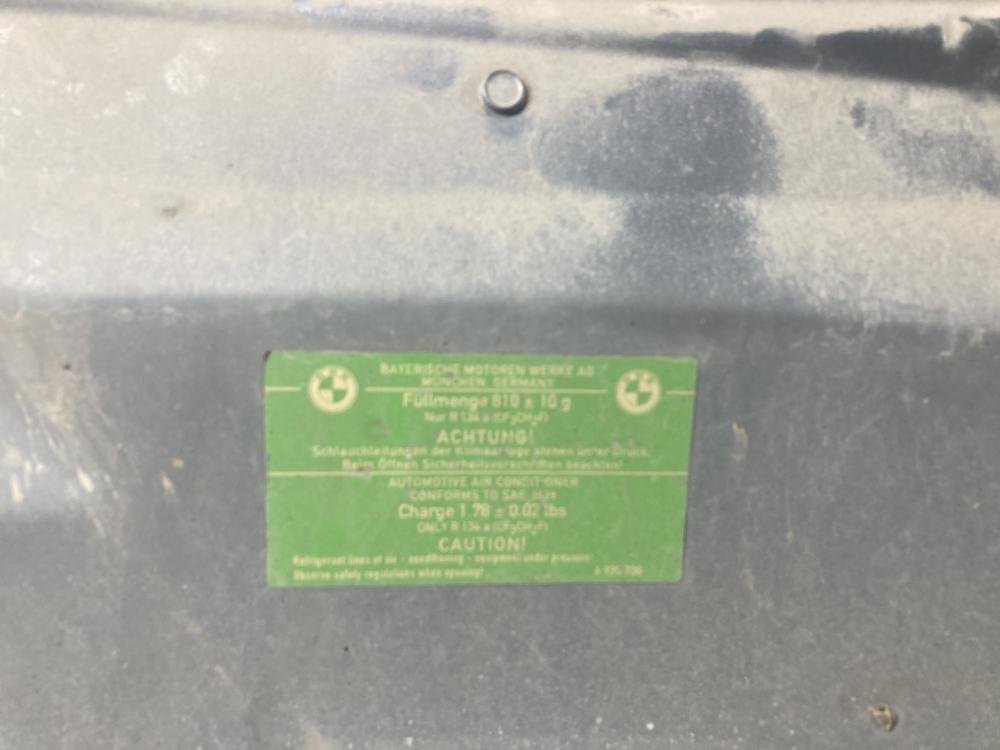 BAYERISCHE MOTOREN WERKE AG
MÜNCHEN, GERMANY
Füllmenge 810 ± 10 g
Nur R 134 a (CF₃CH₂F)
ACHTUNG!
Schlauchleitungen der Klimaanlage stehen unter Druck.
Beim Öffnen Sicherheitsvorschriften beachten!
AUTOMOTIVE AIR CONDITIONER
CONFORMS TO SAE J639
Charge 1.78 ± 0.02 lbs
ONLY R 134 a (CF₃CH₂F)
CAUTION!
Refrigerant lines of air - conditioning - equipment under pressure!
Observe safety regulations when opening!